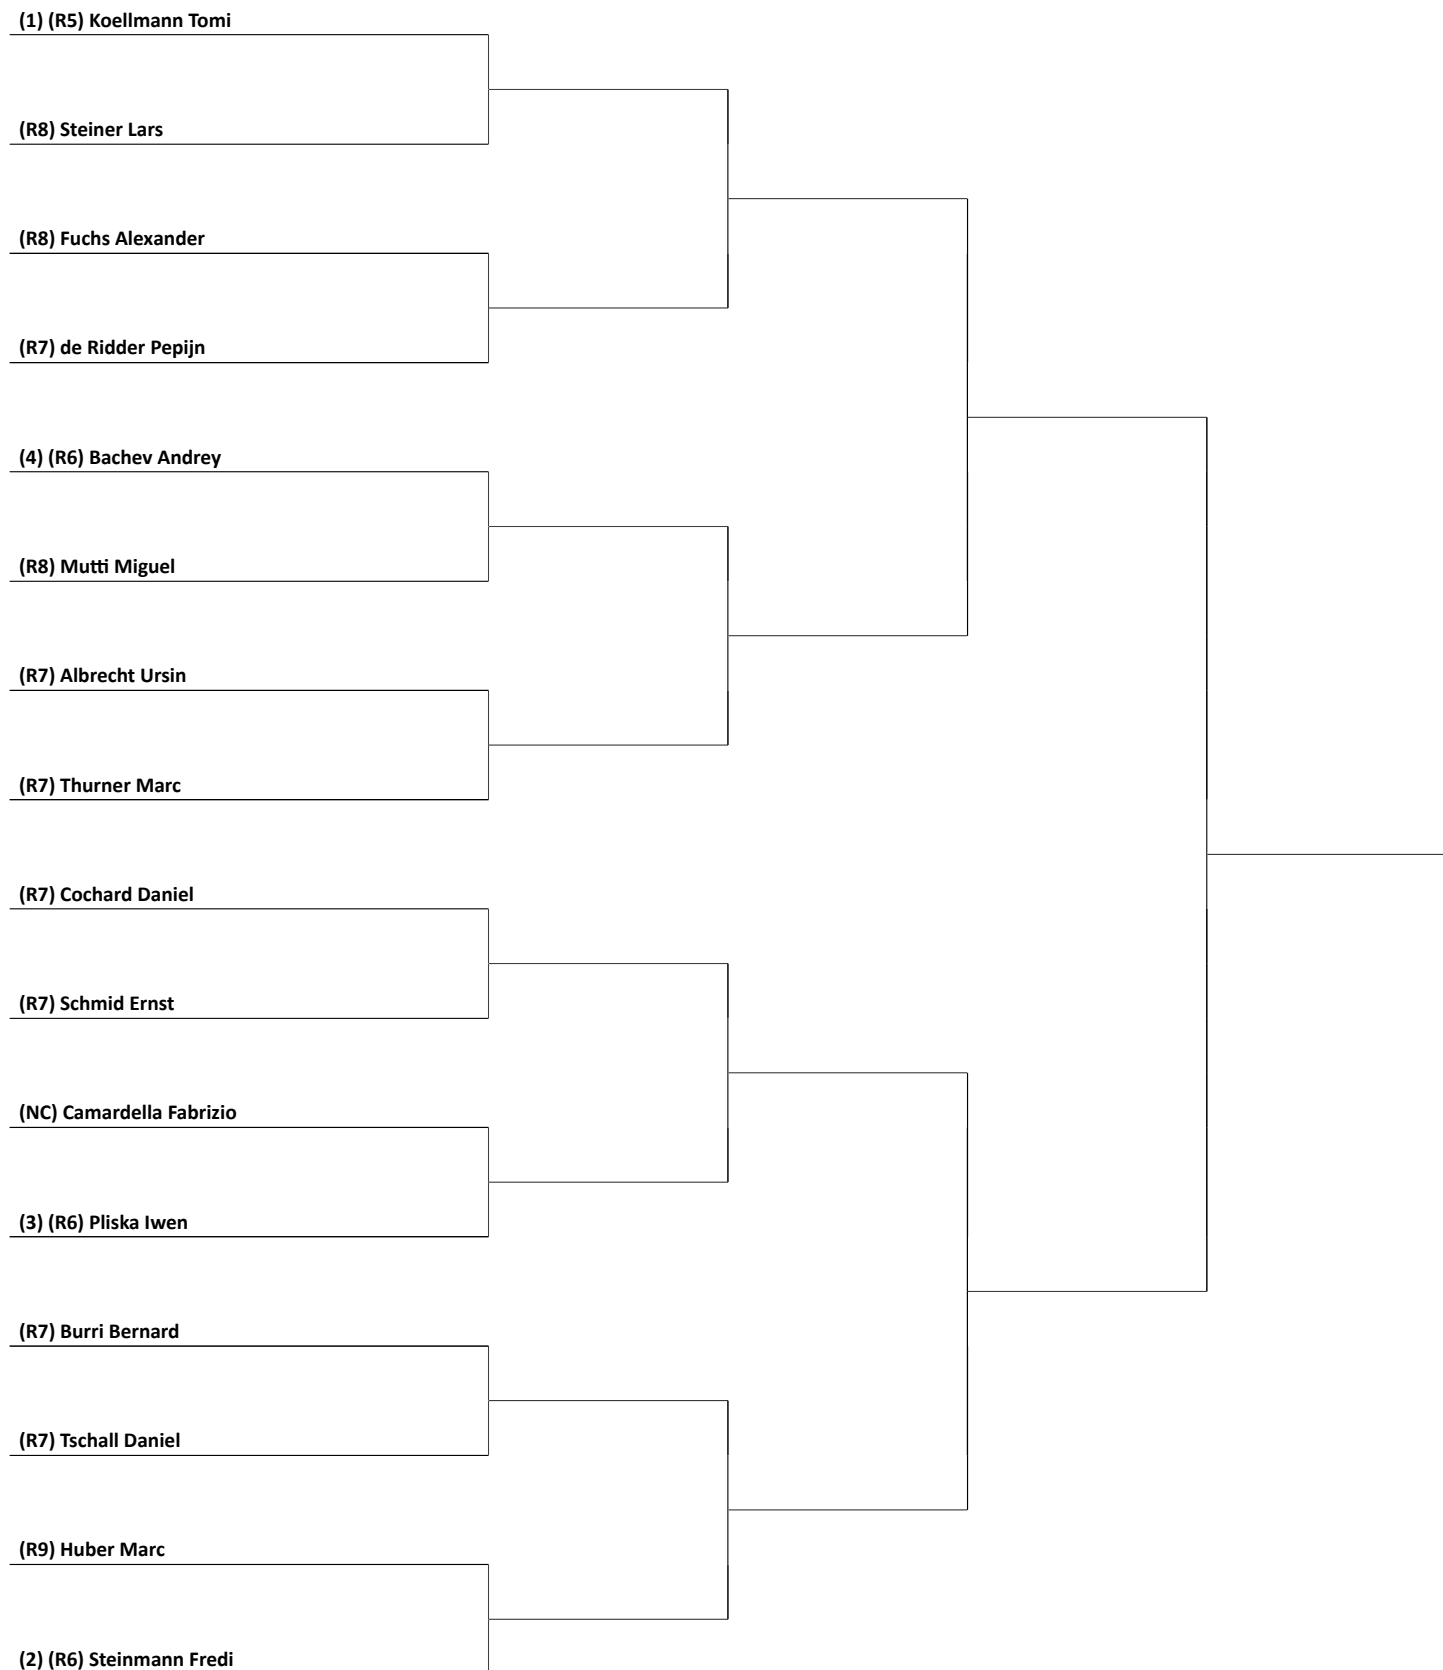 (1) (R5) Koellmann Tomi
(R8) Steiner Lars
(R8) Fuchs Alexander
(R7) de Ridder Pepijn
(4) (R6) Bachev Andrey
(R8) Mutti Miguel
(R7) Albrecht Ursin
(R7) Thurner Marc
(R7) Cochard Daniel
(R7) Schmid Ernst
(NC) Camardella Fabrizio
(3) (R6) Pliska Iwen
(R7) Burri Bernard
(R7) Tschall Daniel
(R9) Huber Marc
(2) (R6) Steinmann Fredi